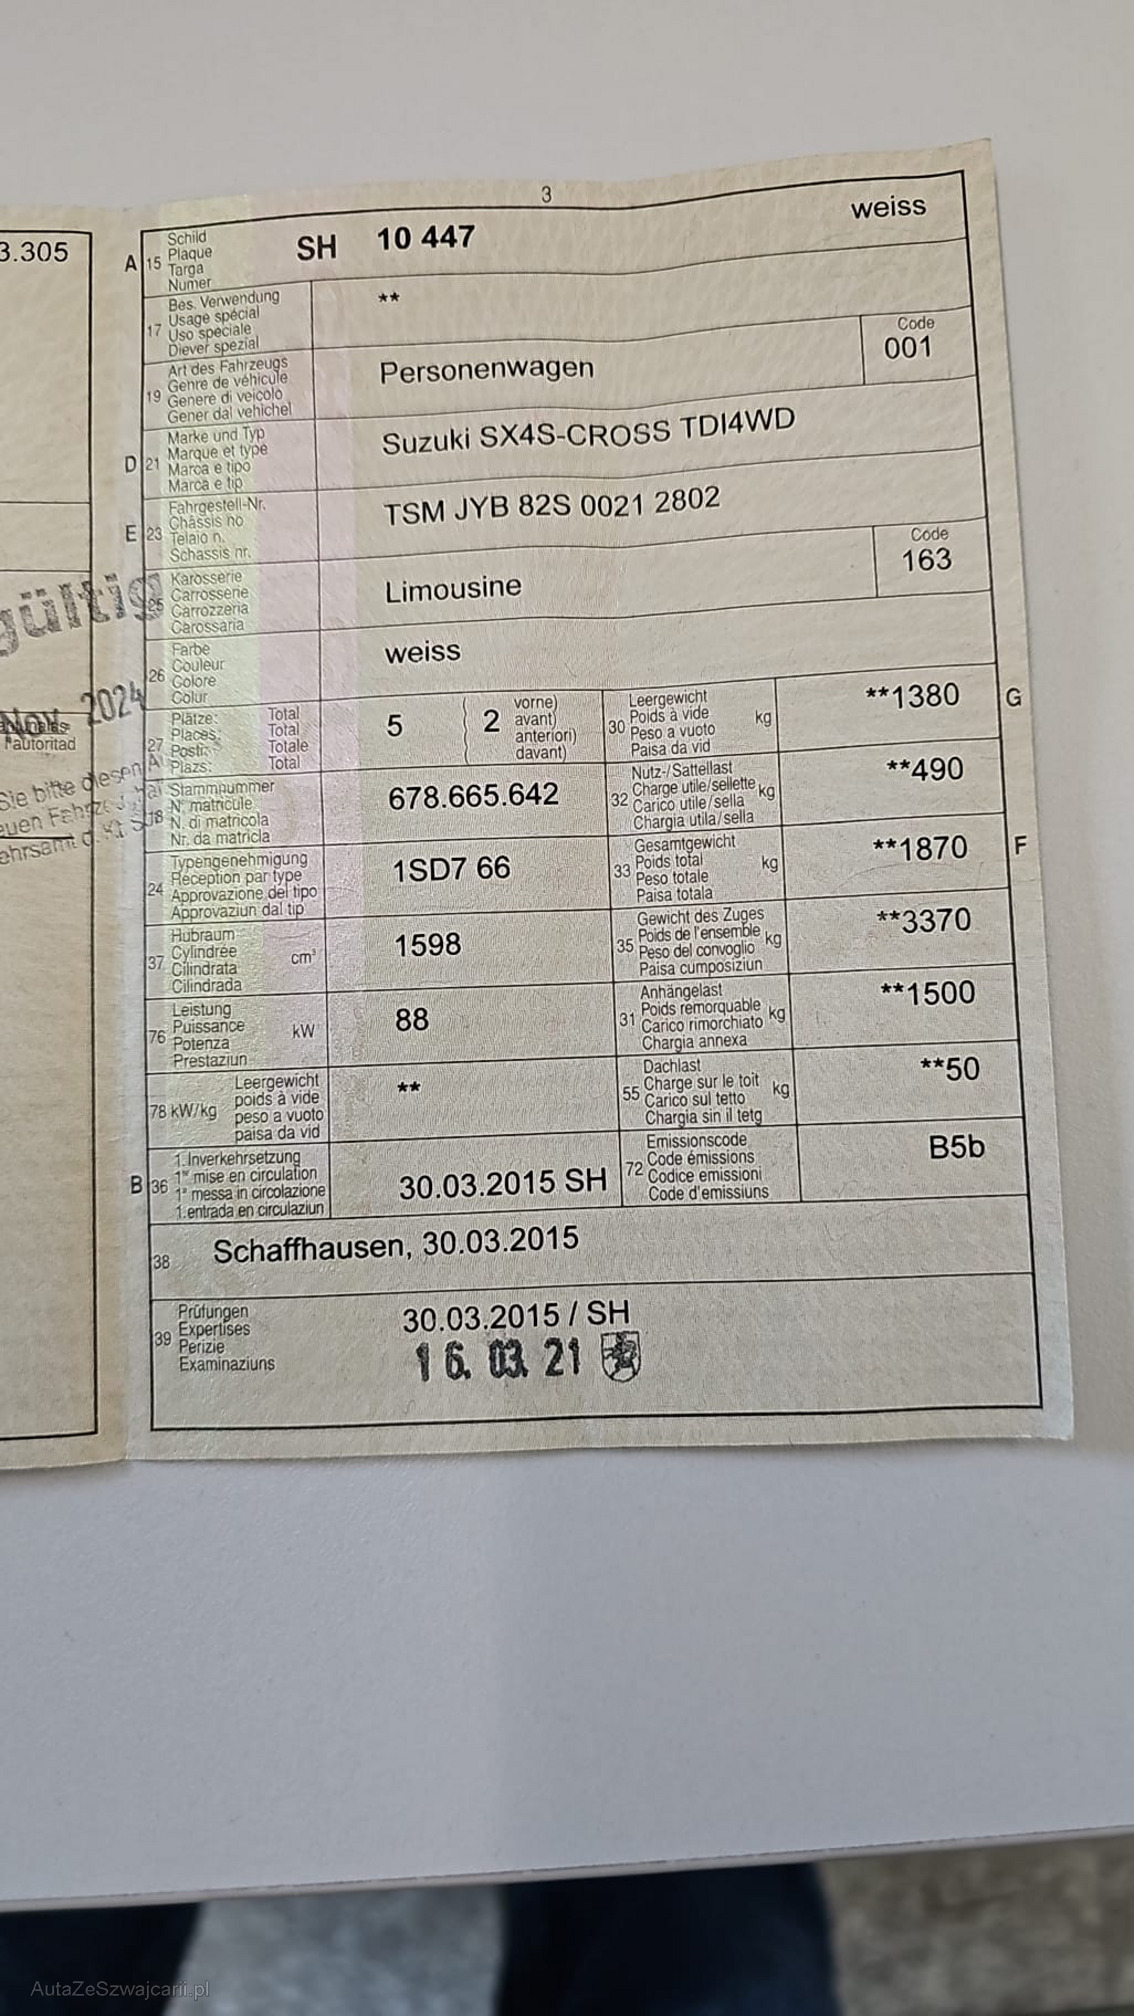 3
3.305
A 15 Schild Plaque Targa Numer SH 10 447 weiss
17 Bes. Verwendung Usage spécial Uso speciale Diever spezial **
19 Art des Fahrzeugs Genre de véhicule Genere di veicolo Gener dal vehichel Personenwagen Code 001
D 21 Marke und Typ Marque et type Marca e tipo Marca e tip Suzuki SX4S-CROSS TDI4WD
E 23 Fahrgestell-Nr. Châssis no Telaio n. Schassis nr. TSM JYB 82S 0021 2802
25 Karosserie Carrosserie Carrozzeria Carossaria Limousine Code 163
gültig
26 Farbe Couleur Colore Colur weiss
Nov. 2024
l'autoritad
27 Plätze: Total Places: Total Posti: Totale Plazs: Total 5 ( 2 vorne) avant) anteriori) davant)
30 Leergewicht Poids à vide Peso a vuoto Paisa da vid kg **1380 G
Sie bitte diesen
18 Stammnummer N° matricule N. di matricola Nr. da matricla 678.665.642
32 Nutz-/Sattellast Charge utile/sellette Carico utile/sella Chargia utila/sella kg **490
24 Typengenehmigung Réception par type Approvazione del tipo Approvaziun dal tip 1SD7 66
33 Gesamtgewicht Poids total Peso totale Paisa totala kg **1870 F
37 Hubraum Cylindrée Cilindrata Cilindrada cm³ 1598
35 Gewicht des Zuges Poids de l'ensemble Peso del convoglio Paisa cumposiziun kg **3370
76 Leistung Puissance Potenza Prestaziun kW 88
31 Anhängelast Poids remorquable Carico rimorchiato Chargia annexa kg **1500
78 kW/kg Leergewicht poids à vide peso a vuoto paisa da vid **
55 Dachlast Charge sur le toit Carico sul tetto Chargia sin il tetg kg **50
B 36 1. Inverkehrsetzung 1re mise en circulation 1a messa in circolazione 1. entrada en circulaziun 30.03.2015 SH
72 Emissionscode Code émissions Codice emissioni Code d'emissiuns B5b
38 Schaffhausen, 30.03.2015
39 Prüfungen Expertises Perizie Examinaziuns 30.03.2015 / SH
16. 03. 21
AutaZeSzwajcarii.pl